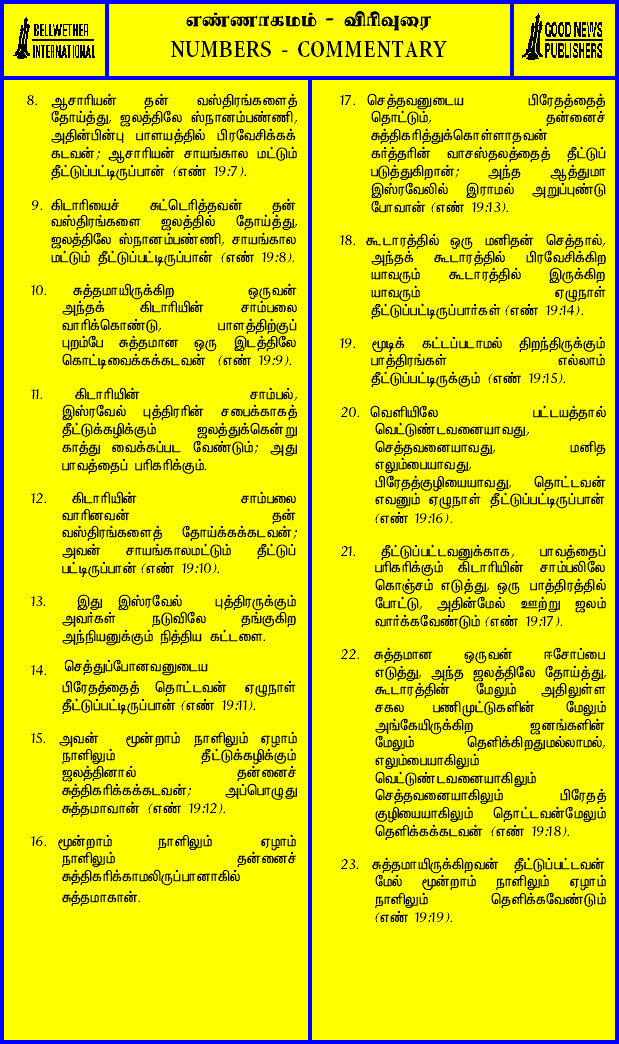 BELLWETHER
INTERNATIONAL
எண்ணாகமம் - விரிவுரை
NUMBERS - COMMENTARY
GOOD NEWS
PUBLISHERS
8. ஆசாரியன் தன் வஸ்திரங்களைத்
தோய்த்து, ஜலத்திலே ஸ்நானம்பண்ணி,
அதின்பின்பு பாளயத்தில் பிரவேசிக்கக்
கடவன்; ஆசாரியன் சாயங்கால மட்டும்
தீட்டுப்பட்டிருப்பான் (எண் 19:7).
9. கிடாரியைச் சுட்டெரித்தவன் தன்
வஸ்திரங்களை ஜலத்தில் தோய்த்து,
ஜலத்திலே ஸ்நானம்பண்ணி, சாயங்கால
மட்டும் தீட்டுப்பட்டிருப்பான் (எண் 19:8).
10. சுத்தமாயிருக்கிற ஒருவன்
அந்தக் கிடாரியின் சாம்பலை
வாரிக்கொண்டு, பாளத்திற்குப்
புறம்பே சுத்தமான ஒரு இடத்திலே
கொட்டிவைக்கக்கடவன் (எண் 19:9).
11. கிடாரியின் சாம்பல்,
இஸ்ரவேல் புத்திரரின் சபைக்காகத்
தீட்டுக்கழிக்கும் ஜலத்துக்கென்று
காத்து வைக்கப்பட வேண்டும்; அது
பாவத்தைப் பரிகரிக்கும்.
12. கிடாரியின் சாம்பலை
வாரினவன் தன்
வஸ்திரங்களைத் தோய்க்கக்கடவன்;
அவன் சாயங்காலமட்டும் தீட்டுப்
பட்டிருப்பான் (எண் 19:10).
13. இது இஸ்ரவேல் புத்திரருக்கும்
அவர்கள் நடுவிலே தங்குகிற
அந்நியனுக்கும் நித்திய கட்டளை.
14. செத்துப்போனவனுடைய
பிரேதத்தைத் தொட்டவன் ஏழுநாள்
தீட்டுப்பட்டிருப்பான் (எண் 19:11).
15. அவன் மூன்றாம் நாளிலும் ஏழாம்
நாளிலும் தீட்டுக்கழிக்கும்
ஜலத்தினால் தன்னைச்
சுத்திகரிக்கக்கடவன்; அப்பொழுது
சுத்தமாவான் (எண் 19:12).
16. மூன்றாம் நாளிலும் ஏழாம்
நாளிலும் தன்னைச்
சுத்திகரிக்காமலிருப்பானாகில்
சுத்தமாகான்.
17. செத்தவனுடைய பிரேதத்தைத்
தொட்டும், தன்னைச்
சுத்திகரித்துக்கொள்ளாதவன்
கர்த்தரின் வாசஸ்தலத்தைத் தீட்டுப்
படுத்துகிறான்; அந்த ஆத்துமா
இஸ்ரவேலில் இராமல் அறுப்புண்டு
போவான் (எண் 19:13).
18. கூடாரத்தில் ஒரு மனிதன் செத்தால்,
அந்தக் கூடாரத்தில் பிரவேசிக்கிற
யாவரும் கூடாரத்தில் இருக்கிற
யாவரும் ஏழுநாள்
தீட்டுப்பட்டிருப்பார்கள் (எண் 19:14).
19. மூடிக் கட்டப்படாமல் திறந்திருக்கும்
பாத்திரங்கள் எல்லாம்
தீட்டுப்பட்டிருக்கும் (எண் 19:15).
20. வெளியிலே பட்டயத்தால்
வெட்டுண்டவனையாவது,
செத்தவனையாவது, மனித
எலும்பையாவது,
பிரேதத்குழியையாவது, தொட்டவன்
எவனும் ஏழுநாள் தீட்டுப்பட்டிருப்பான்
(எண் 19:16).
21. தீட்டுப்பட்டவனுக்காக, பாவத்தைப்
பரிகரிக்கும் கிடாரியின் சாம்பலிலே
கொஞ்சம் எடுத்து, ஒரு பாத்திரத்தில்
போட்டு, அதின்மேல் ஊற்று ஜலம்
வார்க்கவேண்டும் (எண் 19:17).
22. சுத்தமான ஒருவன் ஈசோப்பை
எடுத்து, அந்த ஜலத்திலே தோய்த்து,
கூடாரத்தின் மேலும் அதிலுள்ள
சகல பணிமுட்டுகளின் மேலும்
அங்கேயிருக்கிற ஜனங்களின்
மேலும் தெளிக்கிறதுமல்லாமல்,
எலும்பையாகிலும்
வெட்டுண்டவனையாகிலும்
செத்தவனையாகிலும் பிரேதத்
குழியையாகிலும் தொட்டவன்மேலும்
தெளிக்கக்கடவன் (எண் 19:18).
23. சுத்தமாயிருக்கிறவன் தீட்டுப்பட்டவன்
மேல் மூன்றாம் நாளிலும் ஏழாம்
நாளிலும் தெளிக்கவேண்டும்
(எண் 19:19).